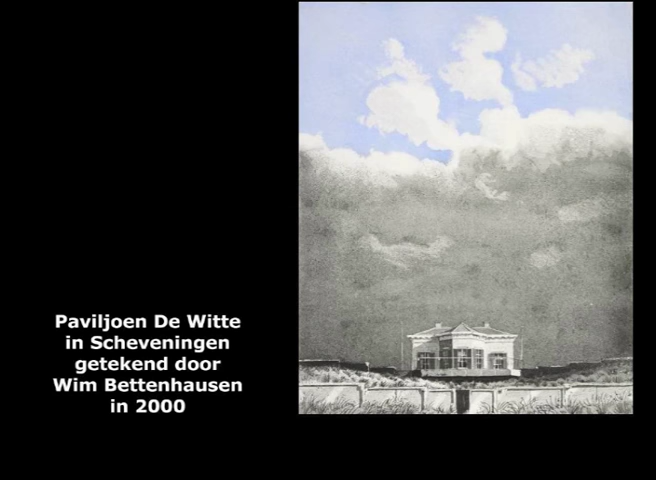 Paviljoen De Witte
in Scheveningen
getekend door
Wim Bettenhausen
in 2000